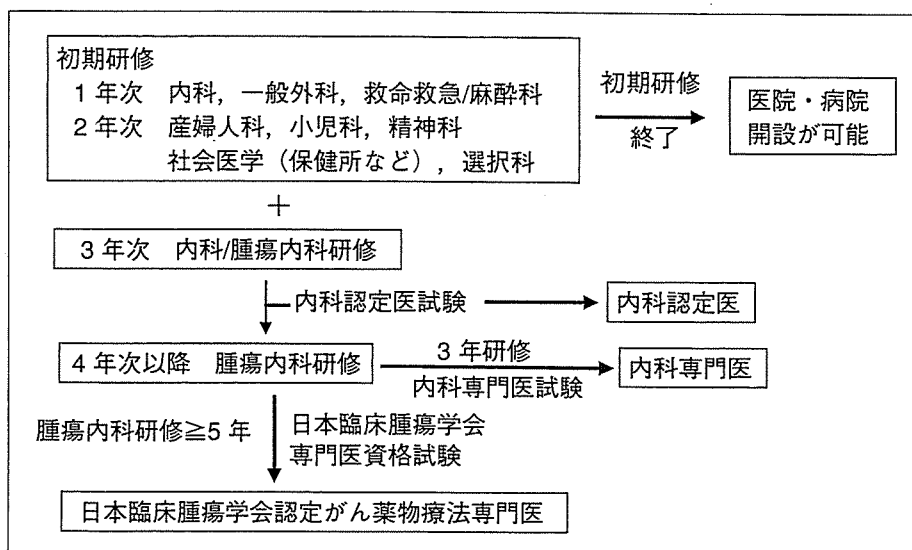 初期研修
1年次 内科，一般外科，救命救急/麻酔科
2年次 産婦人科，小児科，精神科
社会医学（保健所など），選択科
初期研修
終了
医院・病院
開設が可能
＋
3年次 内科/腫瘍内科研修
内科認定医試験
内科認定医
4年次以降 腫瘍内科研修
3年研修
内科専門医試験
内科専門医
腫瘍内科研修≧5年
日本臨床腫瘍学会
専門医資格試験
日本臨床腫瘍学会認定がん薬物療法専門医